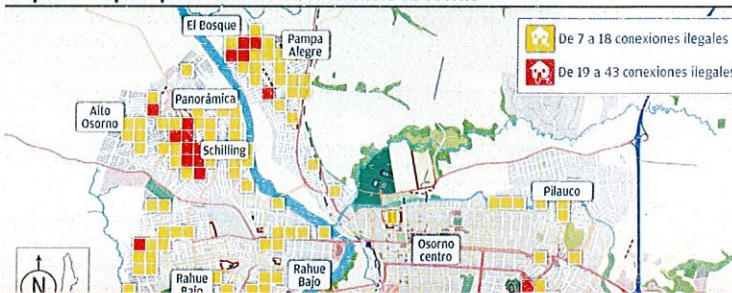 El Bosque
Pampa
Alegre
De 7 a 18 conexiones ilegales
De 19 a 43 conexiones ilegales
Panorámica
Alto
Osorno
Schilling
Pilauco
Osorno
centro
Rahue
Bajo
Rahue
Bajo
N